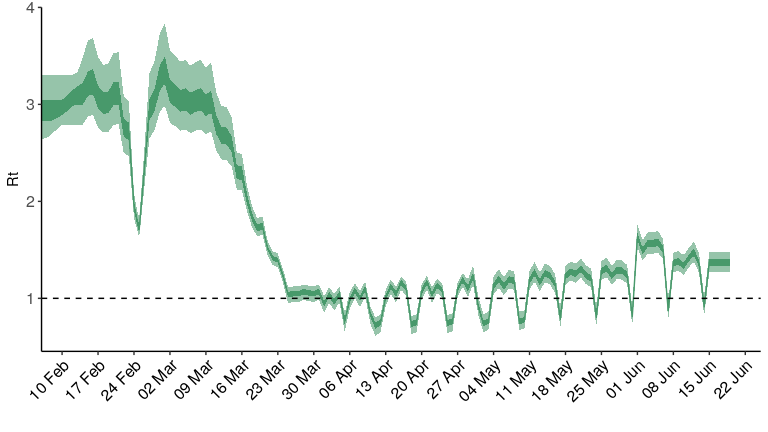 4
3
2
1
Rt
10 Feb
17 Feb
24 Feb
02 Mar
09 Mar
16 Mar
23 Mar
30 Mar
06 Apr
13 Apr
20 Apr
27 Apr
04 May
11 May
18 May
25 May
01 Jun
08 Jun
15 Jun
22 Jun